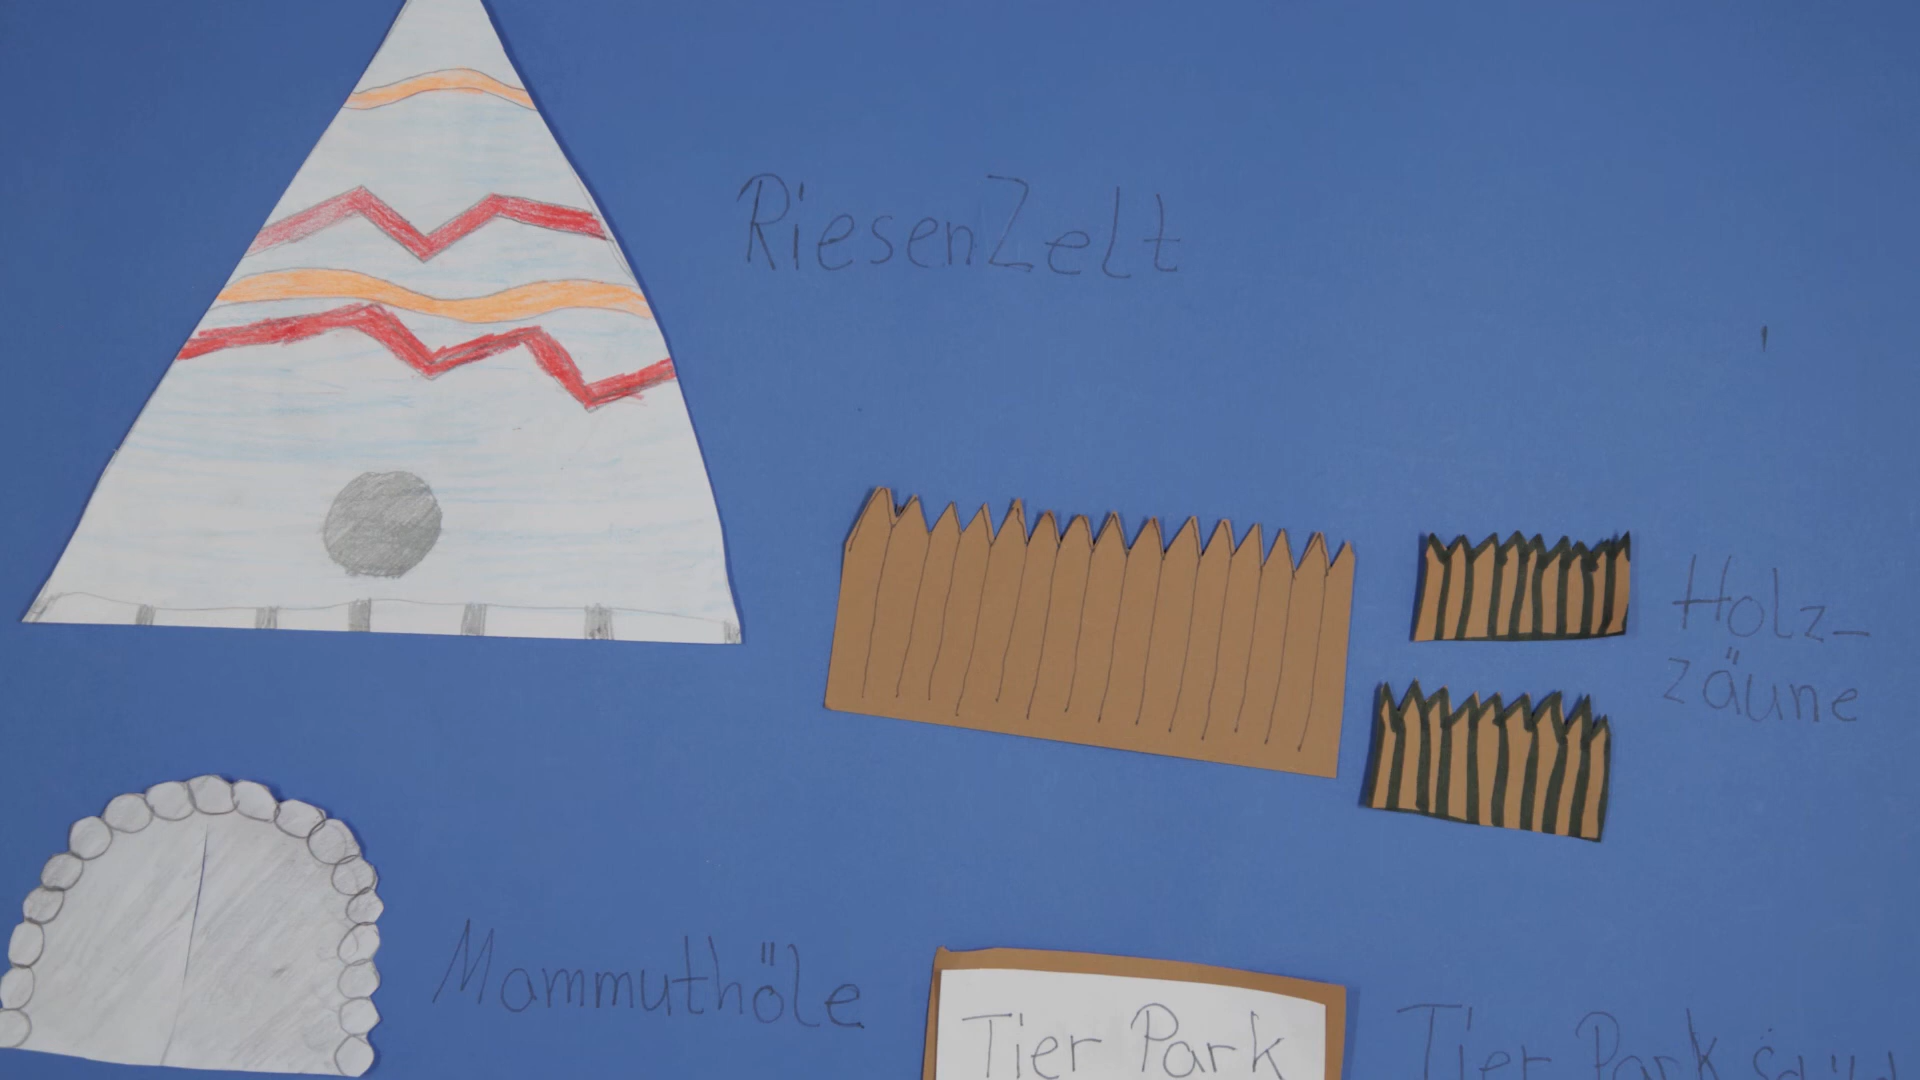 RiesenZelt
Holz-
zäune
Mammuthöle
Tier Park
Tier Park